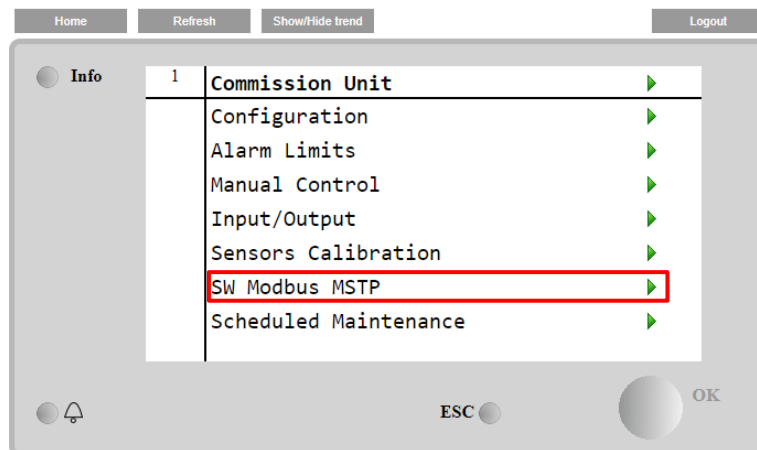 Home Refresh Show/Hide trend Logout
Info
1 Commission Unit
Configuration
Alarm Limits
Manual Control
Input/Output
Sensors Calibration
SW Modbus MSTP
Scheduled Maintenance
OK
ESC